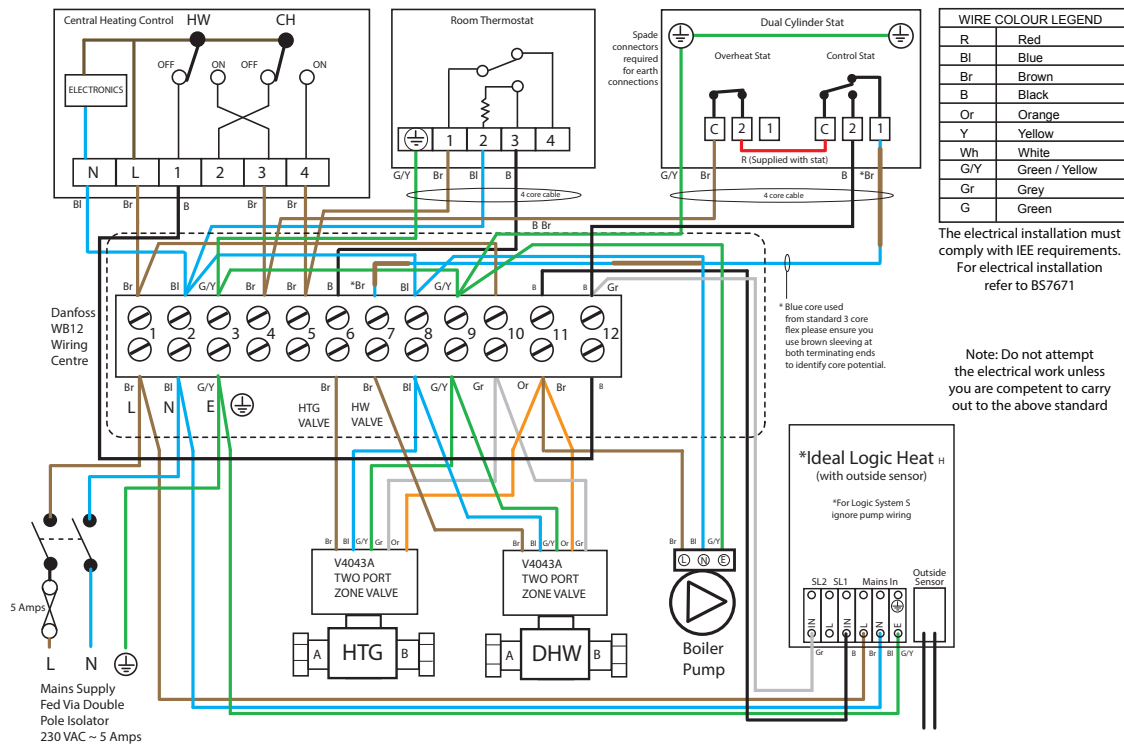 Central Heating Control
HW
CH
OFF
ON
OFF
ON
ELECTRONICS
N
L
1
2
3
4
Bl
Br
B
Br
Br
Room Thermostat
1
2
3
4
G/Y
Br
Bl
B
4 core cable
Dual Cylinder Stat
Spade
connectors
required
for earth
connections
Overheat Stat
Control Stat
C
2
1
C
2
1
R (Supplied with stat)
G/Y
Br
B
*Br
4 core cable
B Br
WIRE COLOUR LEGEND
R Red
Bl Blue
Br Brown
B Black
Or Orange
Y Yellow
Wh White
G/Y Green / Yellow
Gr Grey
G Green
The electrical installation must
comply with IEE requirements.
For electrical installation
refer to BS7671
Note: Do not attempt
the electrical work unless
you are competent to carry
out to the above standard
* Blue core used
from standard 3 core
flex please ensure you
use brown sleeving at
both terminating ends
to identify core potential.
Danfoss
WB12
Wiring
Centre
Br
Bl
G/Y
Br
Br
B
*Br
Bl
G/Y
B
B
Gr
1
2
3
4
5
6
7
8
9
10
11
12
Br
Bl
G/Y
Br
Br
Bl
G/Y
Gr
Or
Br
B
L
N
E
HTG
VALVE
HW
VALVE
5 Amps
L
N
Mains Supply
Fed Via Double
Pole Isolator
230 VAC ~ 5 Amps
Br
Bl
G/Y
Gr
Or
V4043A
TWO PORT
ZONE VALVE
A
HTG
B
Br
Bl
G/Y
Or
Gr
V4043A
TWO PORT
ZONE VALVE
A
DHW
B
Br
Bl
G/Y
L
N
E
Boiler
Pump
*Ideal Logic Heat H
(with outside sensor)
*For Logic System S
ignore pump wiring
SL2
SL1
Mains In
Outside
Sensor
IN
L
IN
L
N
E
Gr
B
Br
Bl
G/Y